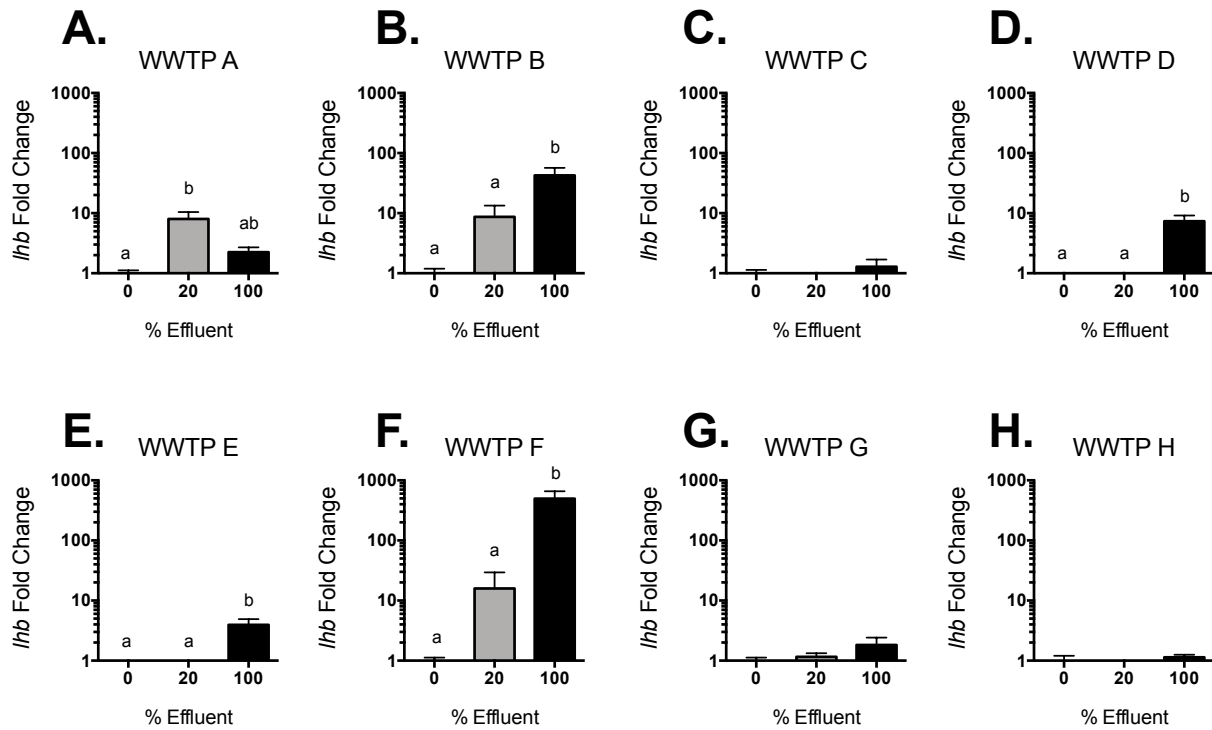 A.
WWTP A
lhb Fold Change
1000
100
10
1
a
b
ab
0 20 100
% Effluent
B.
WWTP B
lhb Fold Change
1000
100
10
1
a
a
b
0 20 100
% Effluent
C.
WWTP C
lhb Fold Change
1000
100
10
1
0 20 100
% Effluent
D.
WWTP D
lhb Fold Change
1000
100
10
1
a
a
b
0 20 100
% Effluent
E.
WWTP E
lhb Fold Change
1000
100
10
1
a
a
b
0 20 100
% Effluent
F.
WWTP F
lhb Fold Change
1000
100
10
1
a
a
b
0 20 100
% Effluent
G.
WWTP G
lhb Fold Change
1000
100
10
1
0 20 100
% Effluent
H.
WWTP H
lhb Fold Change
1000
100
10
1
0 20 100
% Effluent